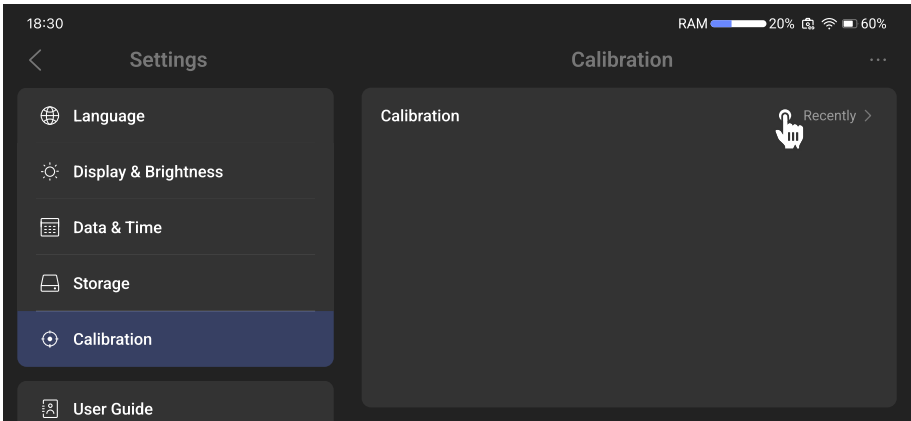 18:30 RAM 20% 60%
Settings
Calibration
...
Language
Display & Brightness
Data & Time
Storage
Calibration
User Guide
Calibration Recently